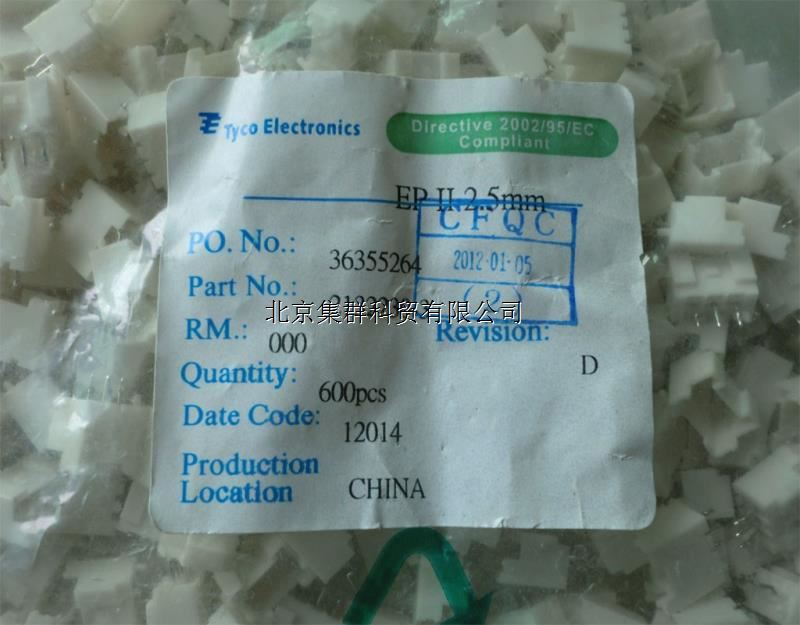 Tyco Electronics
Directive 2002/95/EC
Compliant
EP II 2.5mm
CFQC
PO. No.: 36355264
2012-01-05
Part No.:
(2)
北京集群科贸有限公司
RM.: 000
Revision: D
Quantity: 600pcs
Date Code: 12014
Production
Location CHINA